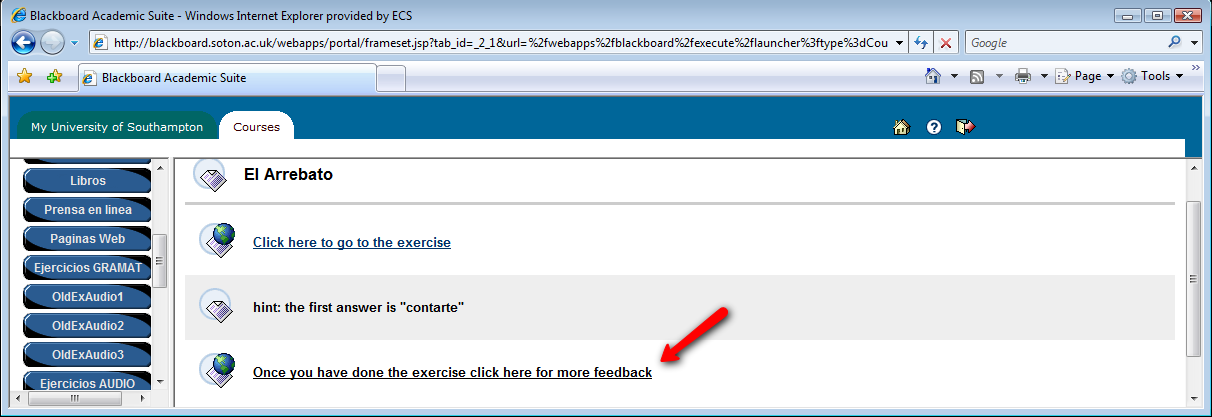 Blackboard Academic Suite - Windows Internet Explorer provided by ECS
http://blackboard.soton.ac.uk/webapps/portal/frameset.jsp?tab_id=_2_1&url=%2fwebapps%2fblackboard%2fexecute%2flauncher%3ftype%3dCou
Google
Blackboard Academic Suite
Page
Tools
My University of Southampton
Courses
El Arrebato
Libros
Prensa en linea
Paginas Web
Click here to go to the exercise
Ejercicios GRAMAT
OldExAudio1
hint: the first answer is "contarte"
OldExAudio2
OldExAudio3
Once you have done the exercise click here for more feedback
Ejercicios AUDIO